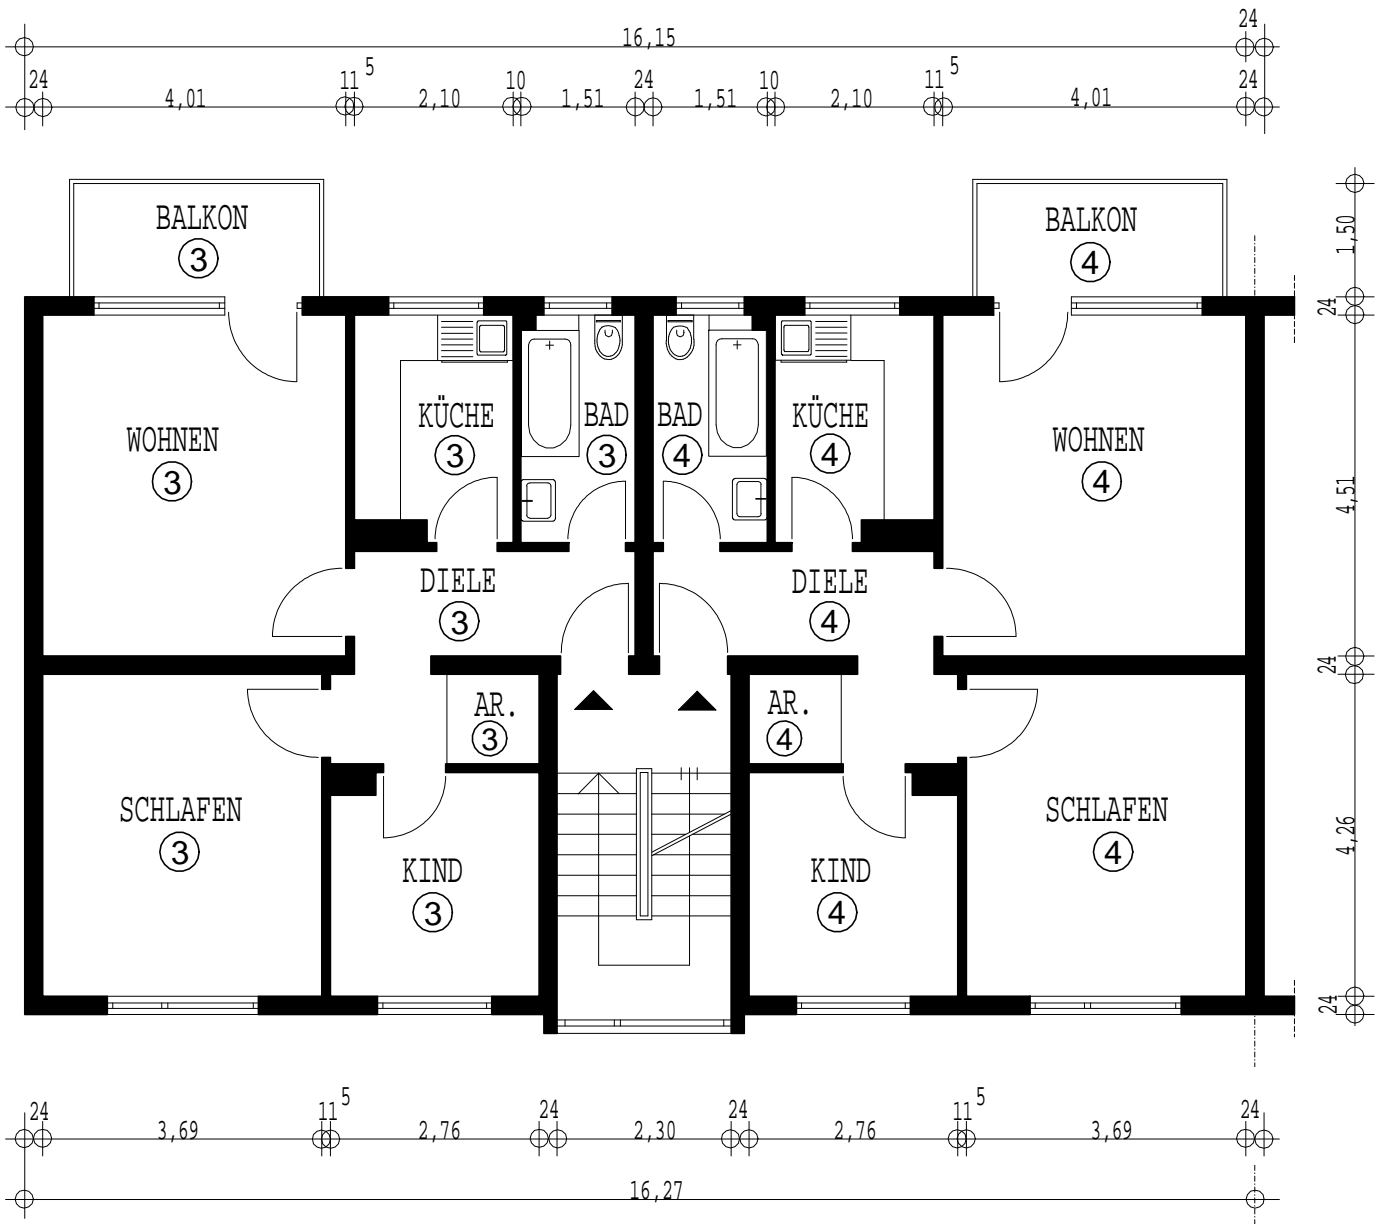 24
16,15
24 4,01 11 5 2,10 10 1,51 24 1,51 10 2,10 11 5 4,01 24
BALKON
3
BALKON
4
1,50
24
KÜCHE
3
BAD
3
BAD
4
KÜCHE
4
WOHNEN
3
WOHNEN
4
4,51
DIELE
3
DIELE
4
24
AR.
3
AR.
4
SCHLAFEN
3
SCHLAFEN
4
4,26
KIND
3
KIND
4
24
24 3,69 11 5 2,76 24 2,30 24 2,76 11 5 3,69 24
16,27